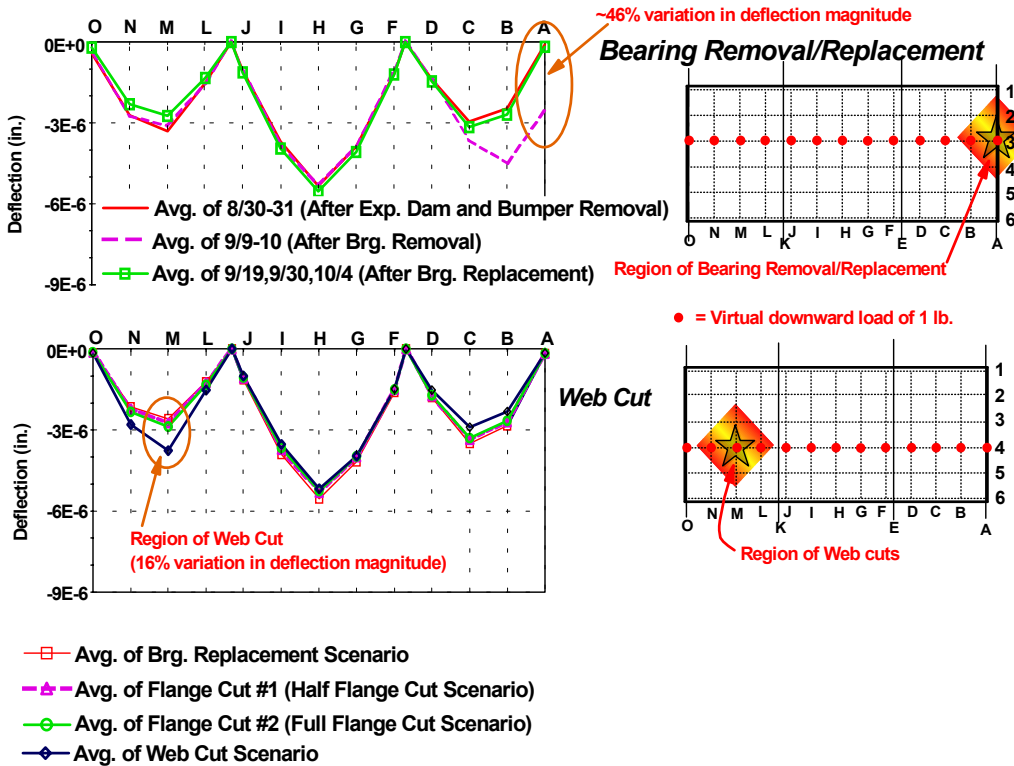 ~46% variation in deflection magnitude
O N M L J I H G F D C B A
0E+0
-3E-6
-6E-6
-9E-6
Deflection (in.)
Avg. of 8/30-31 (After Exp. Dam and Bumper Removal)
Avg. of 9/9-10 (After Brg. Removal)
Avg. of 9/19,9/30,10/4 (After Brg. Replacement)
Bearing Removal/Replacement
1
2
3
4
5
6
O N M L K J I H G F E D C B A
Region of Bearing Removal/Replacement
= Virtual downward load of 1 lb.
O N M L J I H G F D C B A
0E+0
-3E-6
-6E-6
-9E-6
Deflection (in.)
Region of Web Cut
(16% variation in deflection magnitude)
Web Cut
1
2
3
4
5
6
O N M L K J I H G F E D C B A
Region of Web cuts
Avg. of Brg. Replacement Scenario
Avg. of Flange Cut #1 (Half Flange Cut Scenario)
Avg. of Flange Cut #2 (Full Flange Cut Scenario)
Avg. of Web Cut Scenario